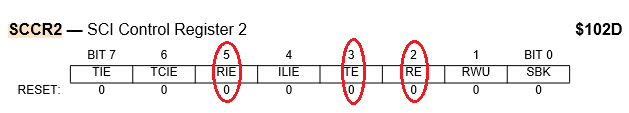 SCCR2 — SCI Control Register 2 $102D
BIT 7 6 5 4 3 2 1 BIT 0
TIE TCIE RIE ILIE TE RE RWU SBK
RESET: 0 0 0 0 0 0 0 0